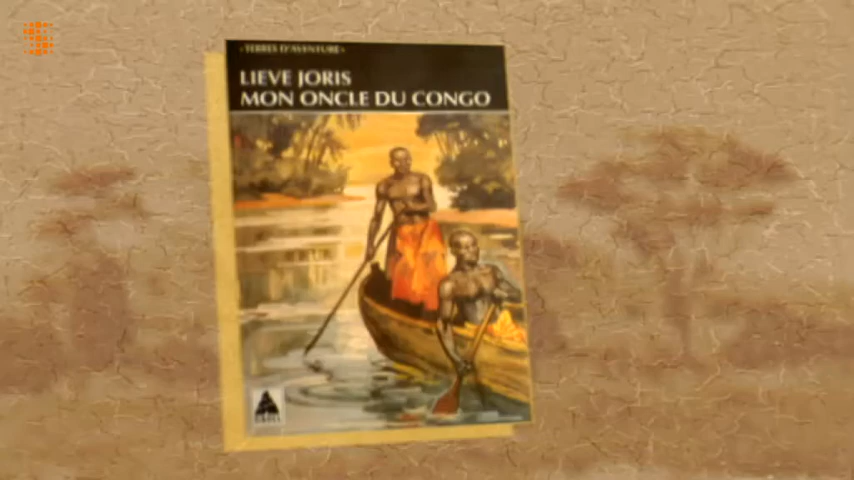 « TERRES D'AVENTURE »
LIEVE JORIS
MON ONCLE DU CONGO